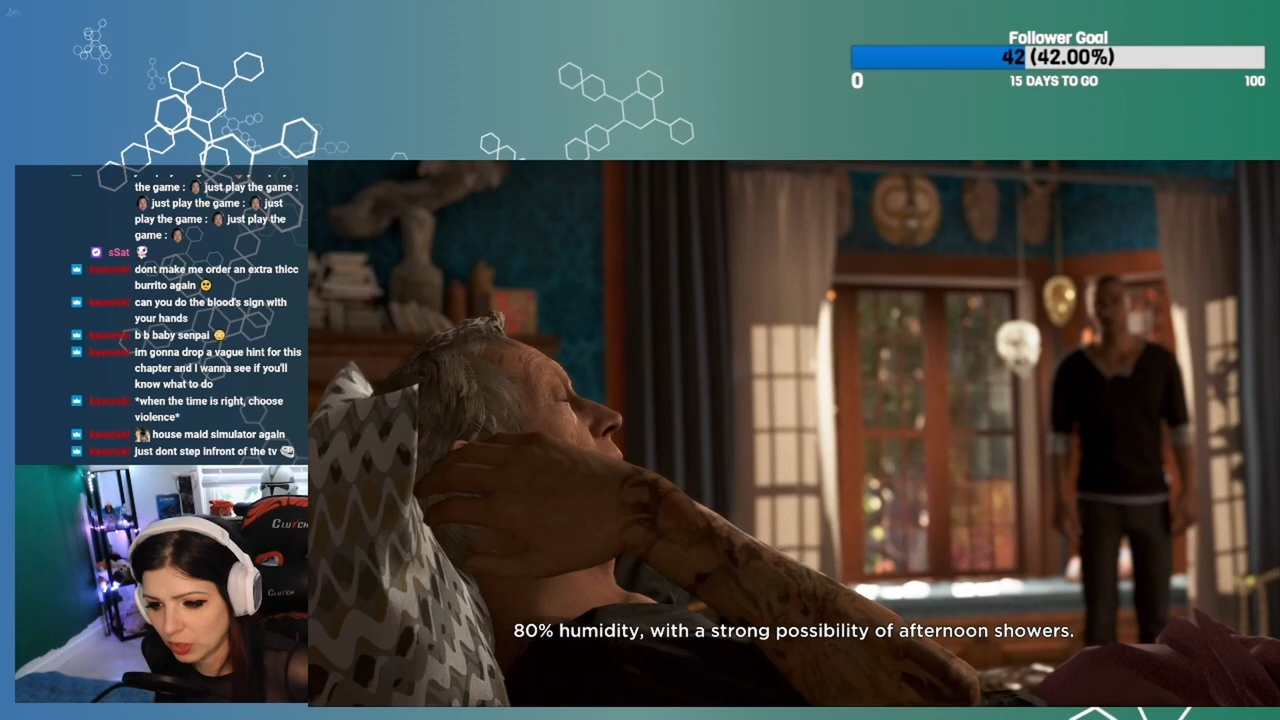 Follower Goal
42 (42.00%)
0
15 DAYS TO GO
100
the game : just play the game :
just play the game : just
play the game : just play the
game :
sSat
dont make me order an extra thicc
burrito again
can you do the blood's sign with
your hands
b b baby senpai
im gonna drop a vague hint for this
chapter and I wanna see if you'll
know what to do
*when the time is right, choose
violence*
house maid simulator again
just dont step infront of the tv
CLUTCH
CLUTCH
80% humidity, with a strong possibility of afternoon showers.